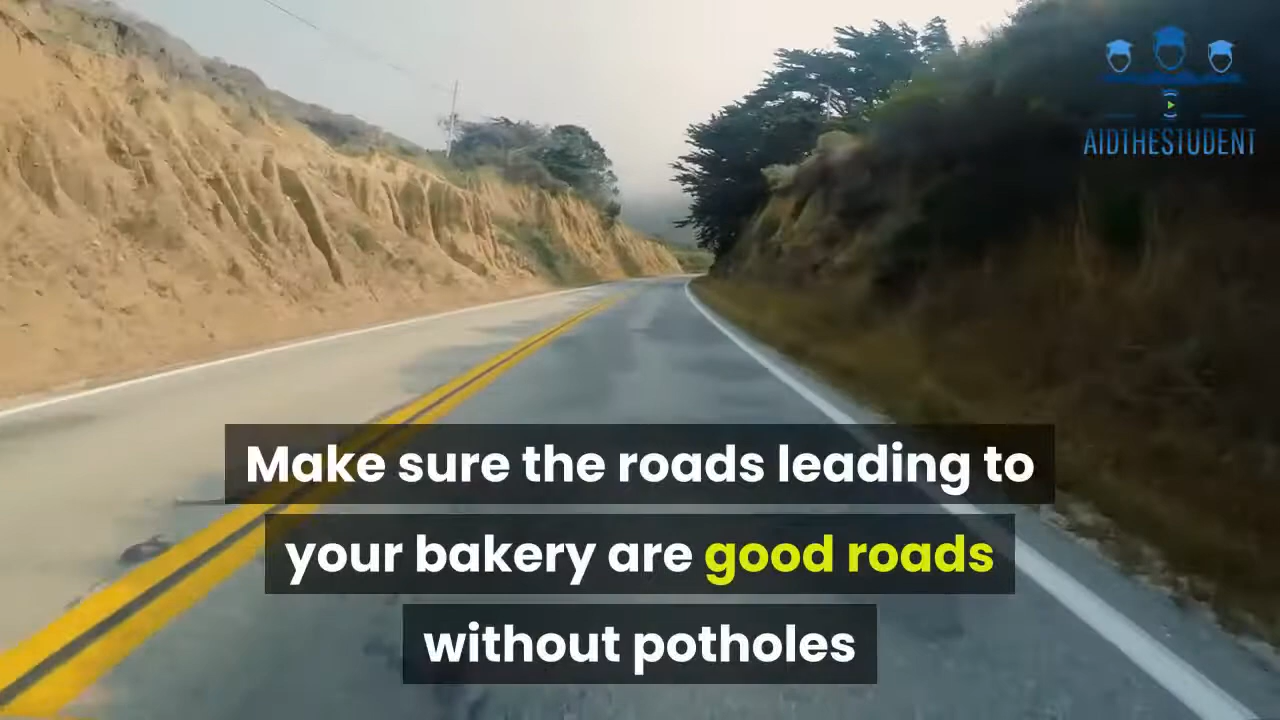 AIDTHESTUDENT
Make sure the roads leading to
your bakery are good roads
without potholes